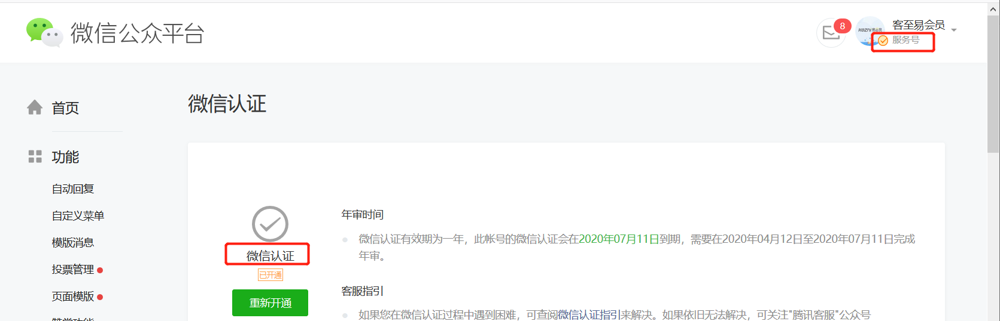 微信公众平台
8
客至易会员
服务号
首页
功能
自动回复
自定义菜单
模版消息
投票管理
页面模版
赞赏功能
微信认证
微信认证
已开通
重新开通
年审时间
微信认证有效期为一年，此帐号的微信认证会在2020年07月11日到期，需要在2020年04月12日至2020年07月11日完成
年审。
客服指引
如果您在微信认证过程中遇到困难，可查阅微信认证指引来解决。如果依旧无法解决，可关注"腾讯客服"公众号